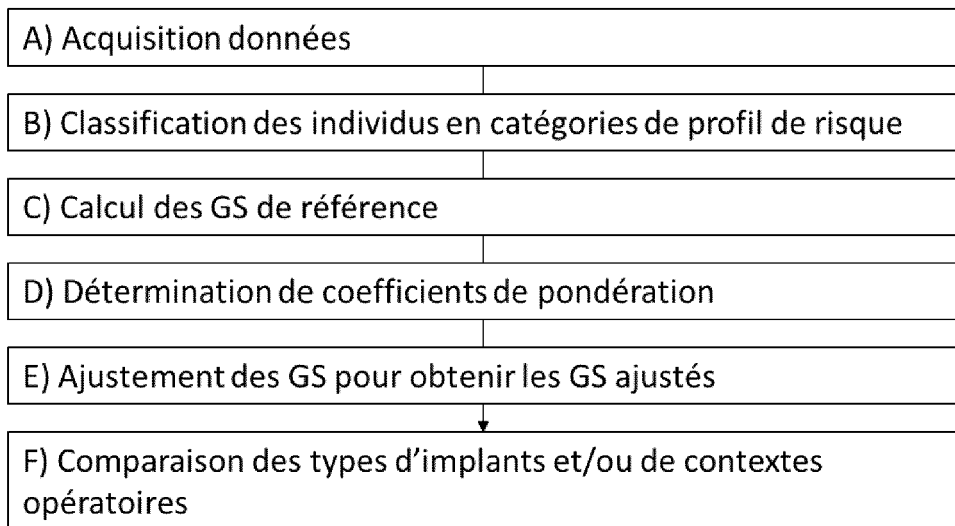 A) Acquisition données
B) Classification des individus en catégories de profil de risque
C) Calcul des GS de référence
D) Détermination de coefficients de pondération
E) Ajustement des GS pour obtenir les GS ajustés
F) Comparaison des types d'implants et/ou de contextes
opératoires